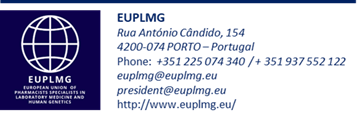 EUPLMG
EUROPEAN UNION OF
PHARMACISTS SPECIALISTS IN
LABORATORY MEDICINE AND
HUMAN GENETICS
EUPLMG
Rua António Cândido, 154
4200-074 PORTO – Portugal
Phone: +351 225 074 340 / + 351 937 552 122
euplmg@euplmg.eu
president@euplmg.eu
http://www.euplmg.eu/